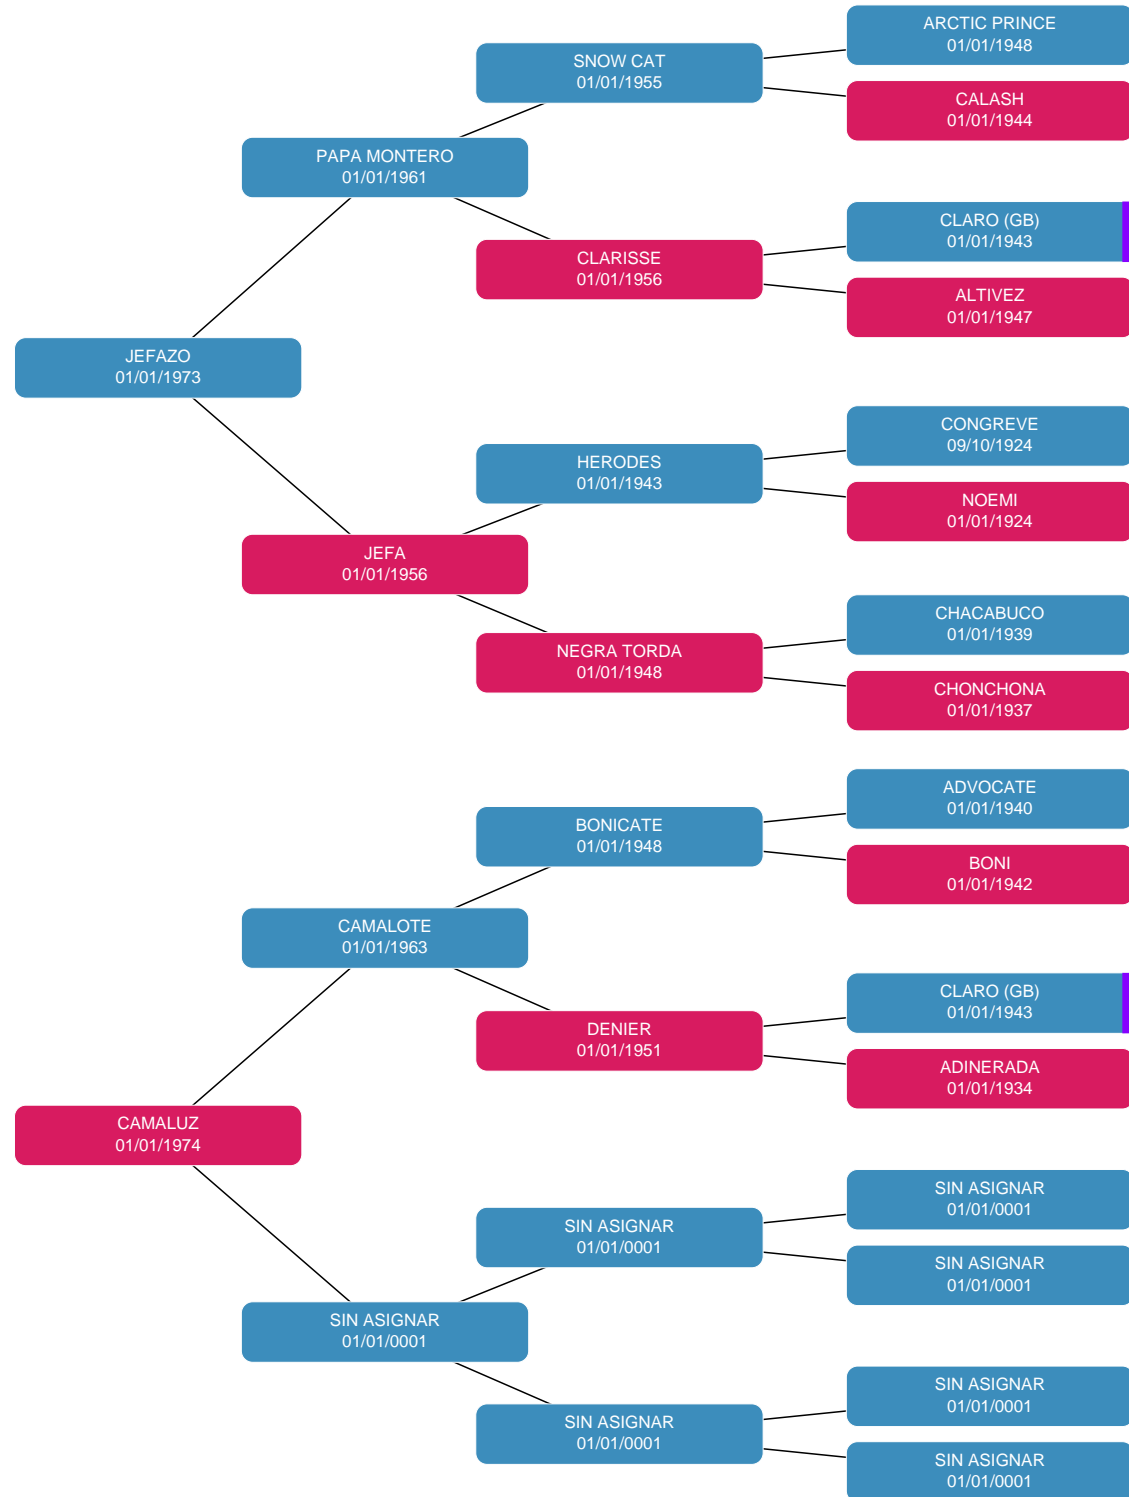 ARCTIC PRINCE
01/01/1948
SNOW CAT
01/01/1955
CALASH
01/01/1944
PAPA MONTERO
01/01/1961
CLARO (GB)
01/01/1943
CLARISSE
01/01/1956
ALTIVEZ
01/01/1947
JEFAZO
01/01/1973
CONGREVE
09/10/1924
HERODES
01/01/1943
NOEMI
01/01/1924
JEFA
01/01/1956
CHACABUCO
01/01/1939
NEGRA TORDA
01/01/1948
CHONCHONA
01/01/1937
ADVOCATE
01/01/1940
BONICATE
01/01/1948
BONI
01/01/1942
CAMALOTE
01/01/1963
CLARO (GB)
01/01/1943
DENIER
01/01/1951
ADINERADA
01/01/1934
CAMALUZ
01/01/1974
SIN ASIGNAR
01/01/0001
SIN ASIGNAR
01/01/0001
SIN ASIGNAR
01/01/0001
SIN ASIGNAR
01/01/0001
SIN ASIGNAR
01/01/0001
SIN ASIGNAR
01/01/0001
SIN ASIGNAR
01/01/0001